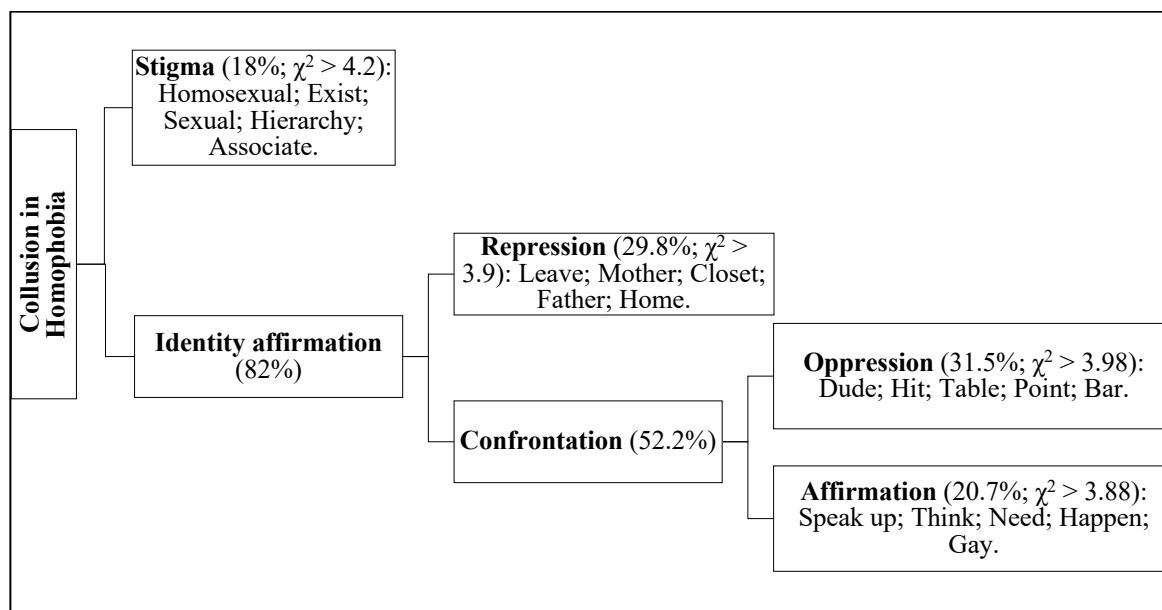 Collusion in
Homophobia
Stigma (18%; χ² > 4.2):
Homosexual; Exist;
Sexual; Hierarchy;
Associate.
Identity affirmation
(82%)
Repression (29.8%; χ² >
3.9): Leave; Mother; Closet;
Father; Home.
Confrontation (52.2%)
Oppression (31.5%; χ² > 3.98):
Dude; Hit; Table; Point; Bar.
Affirmation (20.7%; χ² > 3.88):
Speak up; Think; Need; Happen;
Gay.